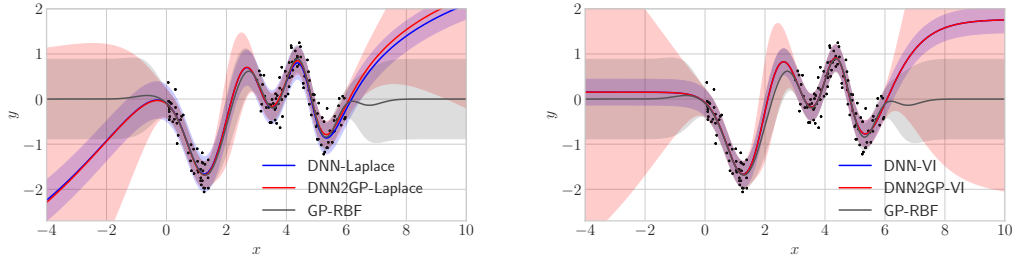 2
1
0
−1
−2
y
DNN-Laplace
DNN2GP-Laplace
GP-RBF
−4 −2 0 2 4 6 8 10
x
2
1
0
−1
−2
y
DNN-VI
DNN2GP-VI
GP-RBF
−4 −2 0 2 4 6 8 10
x